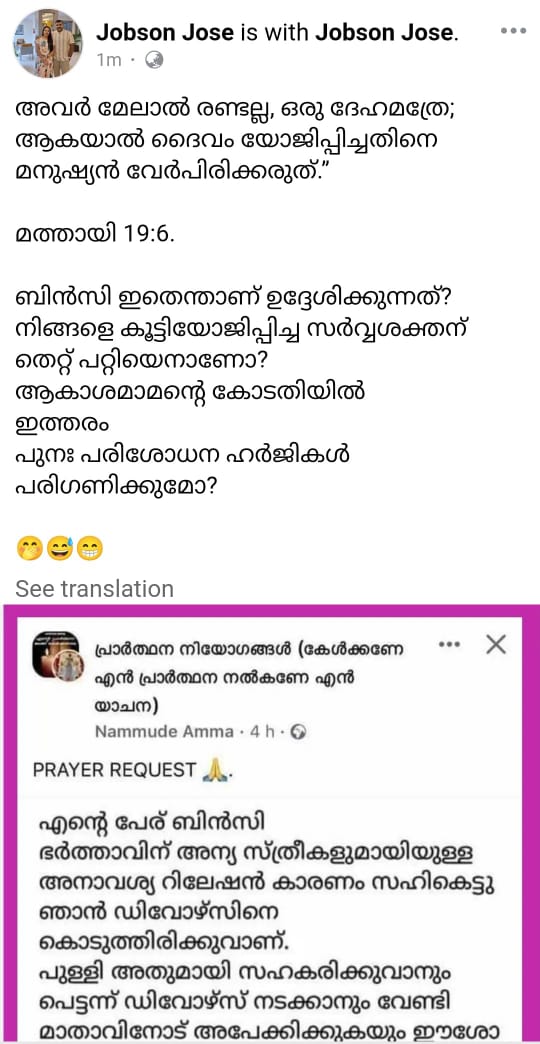 Jobson Jose is with Jobson Jose.
1m
അവർ മേലാൽ രണ്ടല്ല, ഒരു ദേഹമത്രേ;
ആകയാൽ ദൈവം യോജിപ്പിച്ചതിനെ
മനുഷ്യൻ വേർപിരിക്കരുത്.”
മത്തായി 19:6.
ബിൻസി ഇതെന്താണ് ഉദ്ദേശിക്കുന്നത്?
നിങ്ങളെ കൂട്ടിയോജിപ്പിച്ച സർവ്വശക്തന്
തെറ്റ് പറ്റിയെനാണോ?
ആകാശമാമന്റെ കോടതിയിൽ
ഇത്തരം
പുനഃ പരിശോധന ഹർജികൾ
പരിഗണിക്കുമോ?
🤭😅😁
See translation
പ്രാർത്ഥന നിയോഗങ്ങൾ (കേൾക്കണേ
എൻ പ്രാർത്ഥന നൽകണേ എൻ
യാചന)
Nammude Amma · 4 h ·
PRAYER REQUEST 🙏.
എന്റെ പേര് ബിൻസി
ഭർത്താവിന് അന്യ സ്ത്രീകളുമായിയുള്ള
അനാവശ്യ റിലേഷൻ കാരണം സഹികെട്ടു
ഞാൻ ഡിവോഴ്സിനെ
കൊടുത്തിരിക്കുവാണ്.
പുള്ളി അതുമായി സഹകരിക്കുവാനും
പെട്ടന്ന് ഡിവോഴ്സ് നടക്കാനും വേണ്ടി
മാതാവിനോട് അപേക്കിക്കുകയും ഈശോ